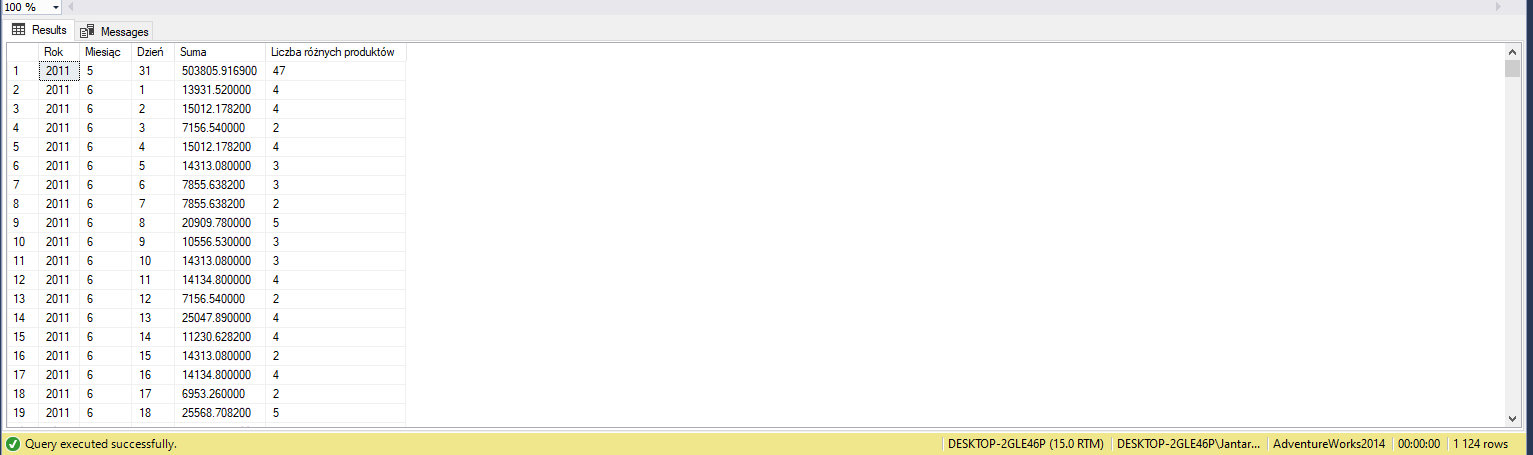 100 %
Results Messages
Rok Miesiąc Dzień Suma Liczba różnych produktów
1 2011 5 31 503805.916900 47
2 2011 6 1 13931.520000 4
3 2011 6 2 15012.178200 4
4 2011 6 3 7156.540000 2
5 2011 6 4 15012.178200 4
6 2011 6 5 14313.080000 3
7 2011 6 6 7855.638200 3
8 2011 6 7 7855.638200 2
9 2011 6 8 20909.780000 5
10 2011 6 9 10556.530000 3
11 2011 6 10 14313.080000 3
12 2011 6 11 14134.800000 4
13 2011 6 12 7156.540000 2
14 2011 6 13 25047.890000 4
15 2011 6 14 11230.628200 4
16 2011 6 15 14313.080000 2
17 2011 6 16 14134.800000 4
18 2011 6 17 6953.260000 2
19 2011 6 18 25568.708200 5
Query executed successfully. DESKTOP-2GLE46P (15.0 RTM) DESKTOP-2GLE46P\Jantar... AdventureWorks2014 00:00:00 1 124 rows